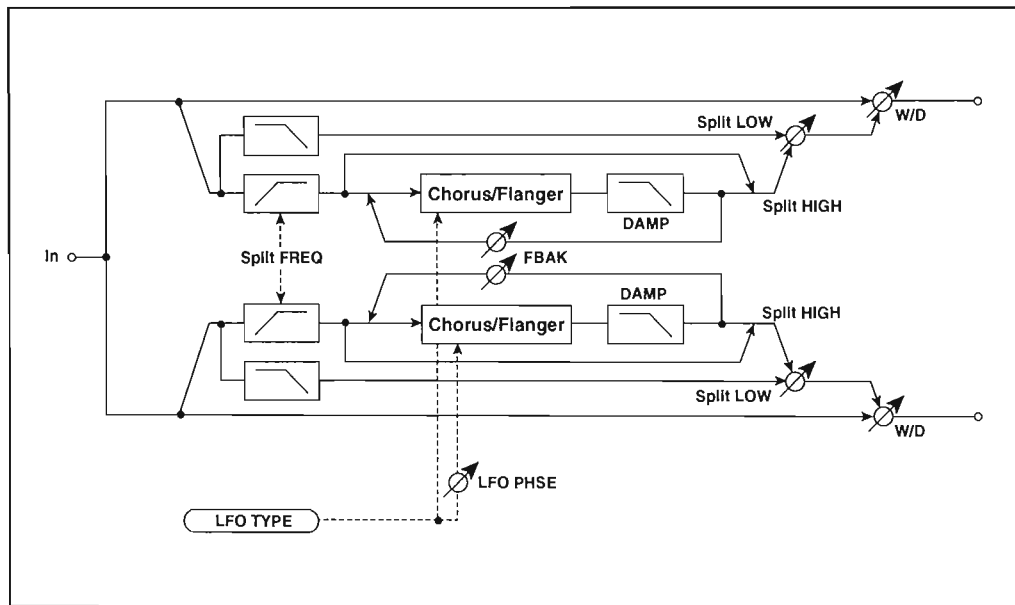 W/D
Split LOW
Chorus/Flanger
Split HIGH
DAMP
In
Split FREQ
FBAK
DAMP
Chorus/Flanger
Split HIGH
Split LOW
W/D
LFO PHSE
LFO TYPE